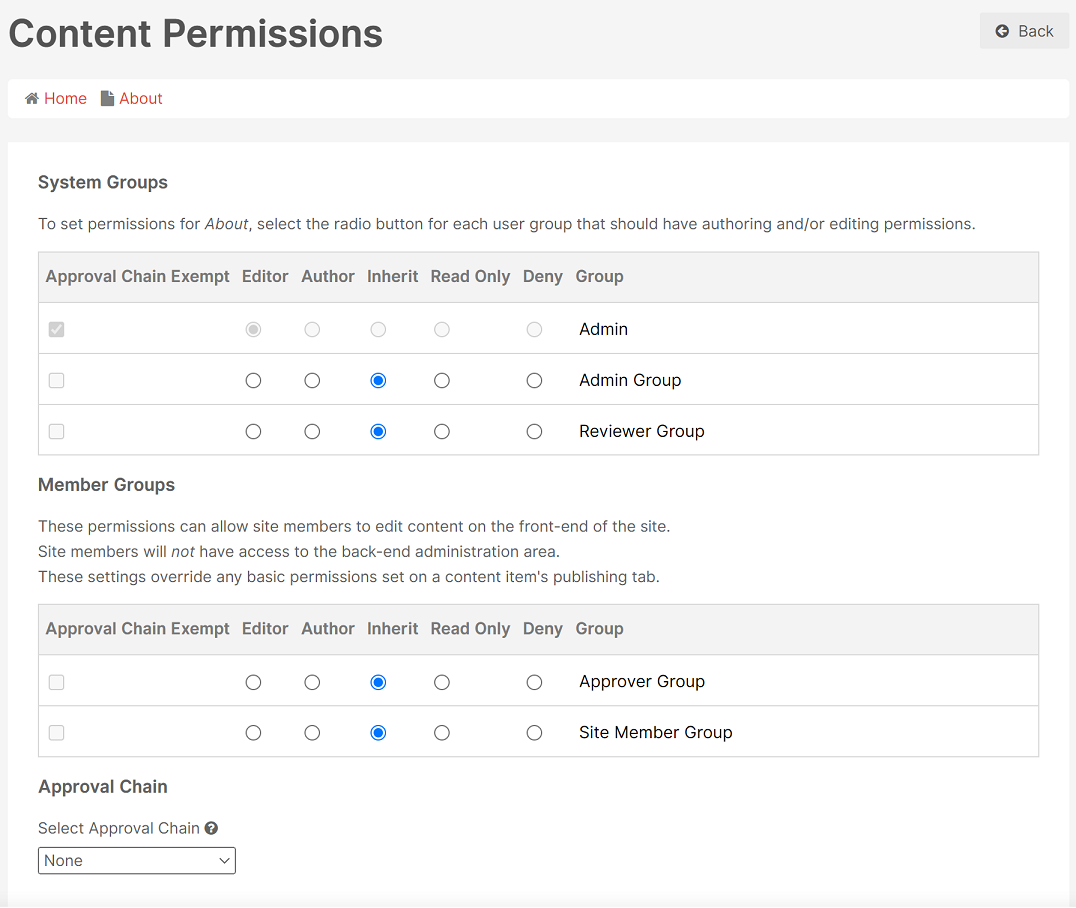 Content Permissions
Back
Home About
System Groups
To set permissions for About, select the radio button for each user group that should have authoring and/or editing permissions.
Approval Chain Exempt Editor Author Inherit Read Only Deny Group
Admin
Admin Group
Reviewer Group
Member Groups
These permissions can allow site members to edit content on the front-end of the site.
Site members will not have access to the back-end administration area.
These settings override any basic permissions set on a content item's publishing tab.
Approval Chain Exempt Editor Author Inherit Read Only Deny Group
Approver Group
Site Member Group
Approval Chain
Select Approval Chain ?
None